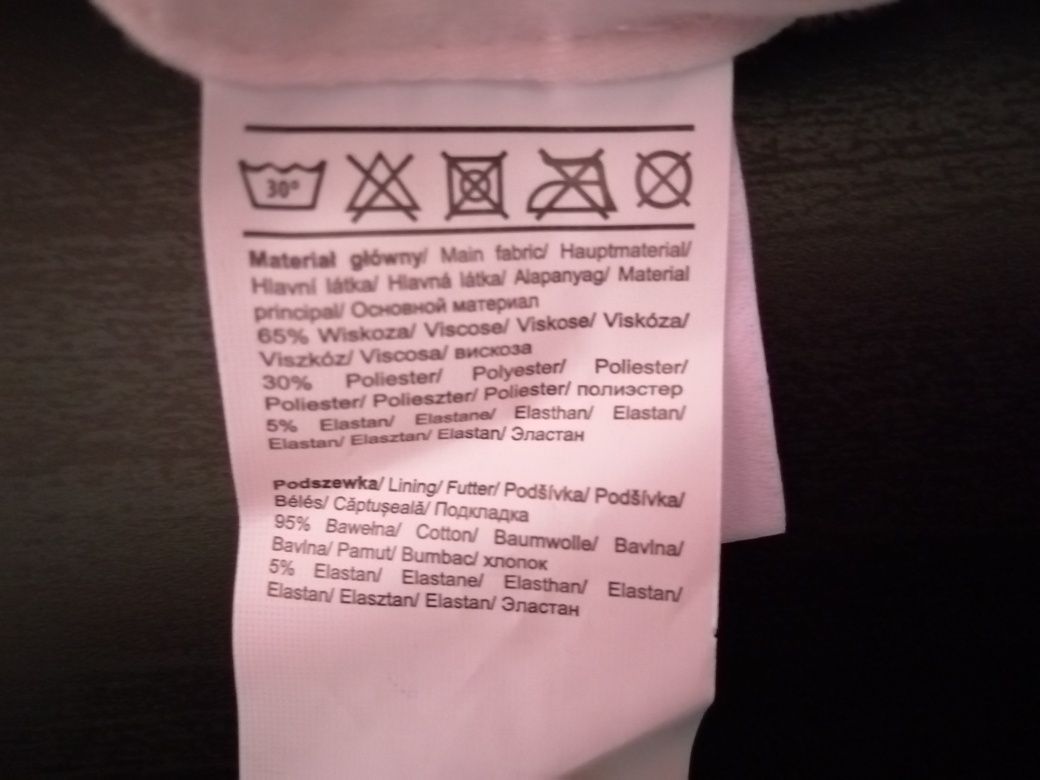 30°
Materiał główny/ Main fabric/ Hauptmaterial/
Hlavní látka/ Hlavná látka/ Alapanyag/ Material
principal/ Основной материал
65% Wiskoza/ Viscose/ Viskose/ Viskóza/
Viszkóz/ Viscosa/ вискоза
30% Poliester/ Polyester/ Poliester/
Poliester/ Polieszter/ Poliester/ полиэстер
5% Elastan/ Elastane/ Elasthan/ Elastan/
Elastan/ Elasztan/ Elastan/ Эластан
Podszewka/ Lining/ Futter/ Podšívka/ Podšívka/
Bélés/ Căptușeală/ Подкладка
95% Bawełna/ Cotton/ Baumwolle/ Bavlna/
Bavlna/ Pamut/ Bumbac/ хлопок
5% Elastan/ Elastane/ Elasthan/ Elastan/
Elastan/ Elasztan/ Elastan/ Эластан